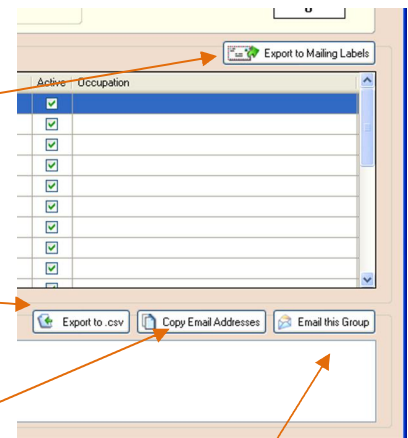 Export to Mailing Labels
Active Occupation
Export to .csv Copy Email Addresses Email this Group